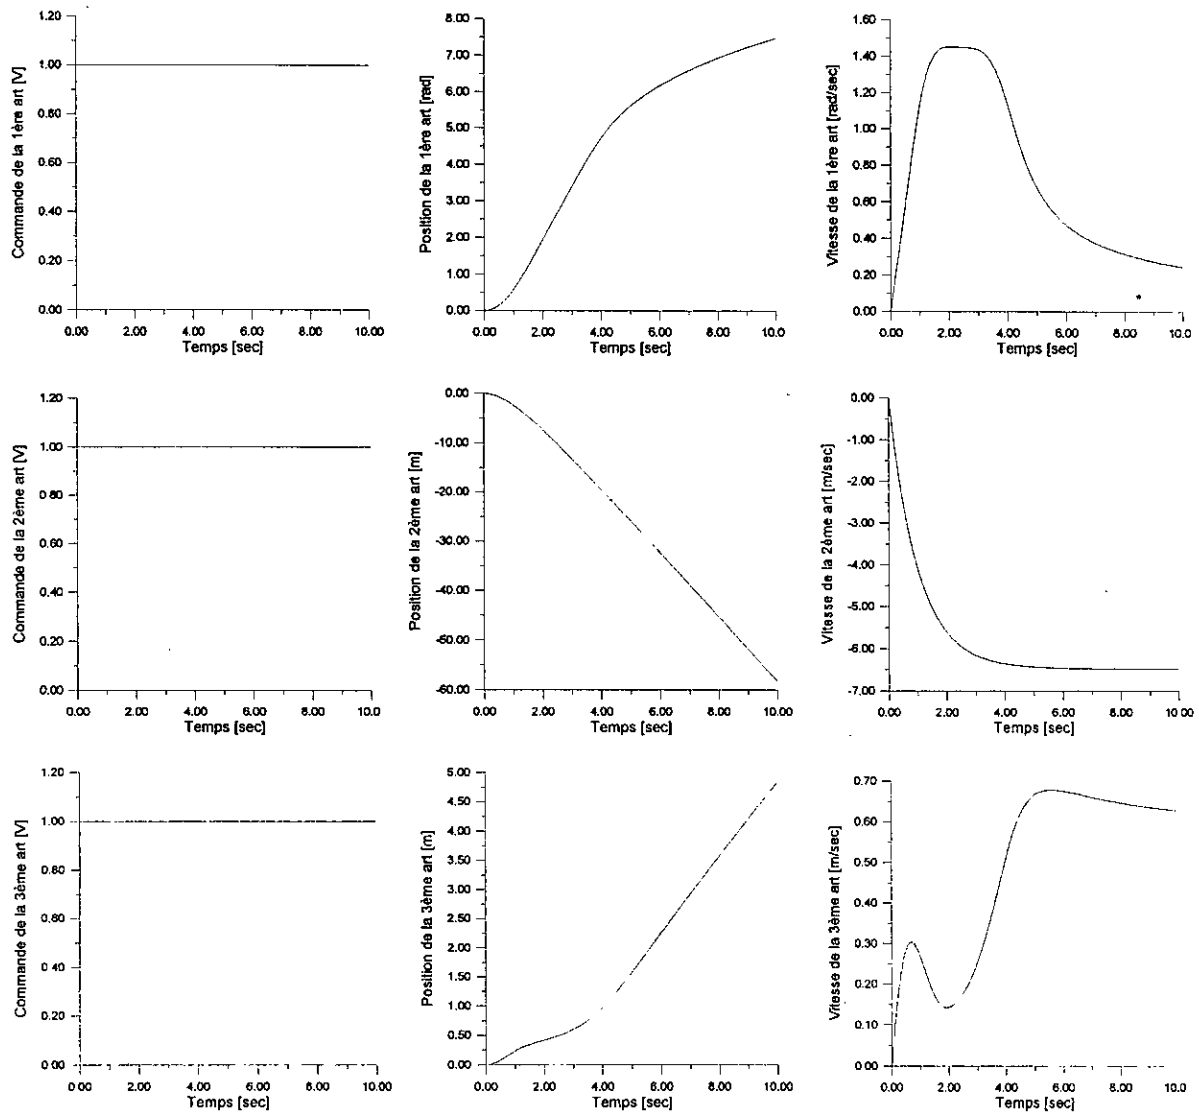 1.20
1.00
0.80
0.60
0.40
0.20
0.00
Commande de la 1ère art [V]
0.00 2.00 4.00 6.00 8.00 10.00
Temps [sec]
8.00
7.00
6.00
5.00
4.00
3.00
2.00
1.00
0.00
Position de la 1ère art [rad]
0.00 2.00 4.00 6.00 8.00 10.00
Temps [sec]
1.60
1.40
1.20
1.00
0.80
0.60
0.40
0.20
0.00
Vitesse de la 1ère art [rad/sec]
0.00 2.00 4.00 6.00 8.00 10.0
Temps [sec]
1.20
1.00
0.80
0.60
0.40
0.20
0.00
Commande de la 2ème art [V]
0.00 2.00 4.00 6.00 8.00 10.00
Temps [sec]
0.00
-10.00
-20.00
-30.00
-40.00
-50.00
-60.00
Position de la 2ème art [m]
0.00 2.00 4.00 6.00 8.00 10.00
Temps [sec]
0.00
-1.00
-2.00
-3.00
-4.00
-5.00
-6.00
-7.00
Vitesse de la 2ème art [m/sec]
0.00 2.00 4.00 6.00 8.00 10.0
Temps [sec]
1.20
1.00
0.80
0.60
0.40
0.20
0.00
Commande de la 3ème art [V]
0.00 2.00 4.00 6.00 8.00 10.00
Temps [sec]
5.00
4.50
4.00
3.50
3.00
2.50
2.00
1.50
1.00
0.50
0.00
Position de la 3ème art [m]
0.00 2.00 4.00 6.00 8.00 10.00
Temps [sec]
0.70
0.60
0.50
0.40
0.30
0.20
0.10
0.00
Vitesse de la 3ème art [m/sec]
0.00 2.00 4.00 6.00 8.00 10.0
Temps [sec]